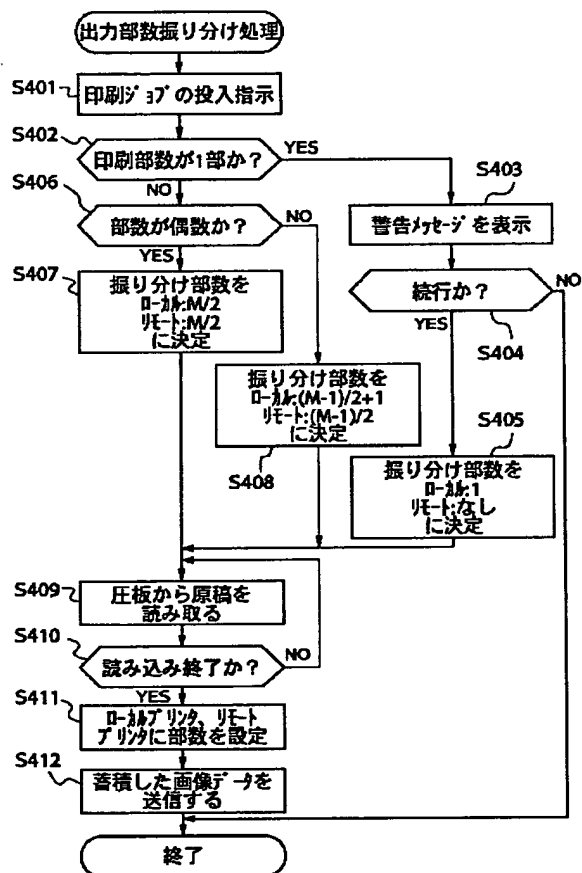 出力部数振り分け処理
S401
印刷ジョブの投入指示
S402
印刷部数が1部か?
YES
NO
S403
警告メッセージを表示
S404
続行か?
NO
YES
S405
振り分け部数を
ローカル:1
リモート:なし
に決定
S406
部数が偶数か?
NO
YES
S407
振り分け部数を
ローカル:M/2
リモート:M/2
に決定
振り分け部数を
ローカル:(M-1)/2+1
リモート:(M-1)/2
に決定
S408
S409
圧板から原稿を
読み取る
S410
読み込み終了か?
NO
YES
S411
ローカルプリンタ、リモート
プリンタに部数を設定
S412
蓄積した画像データを
送信する
終了